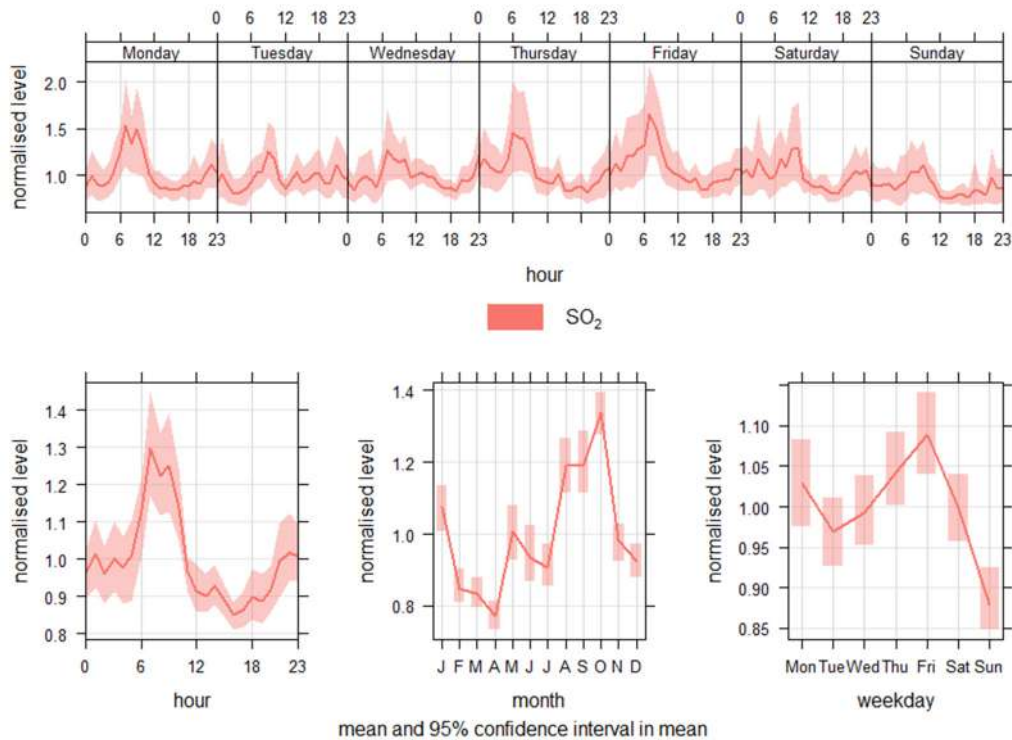 0 6 12 18 23 0 6 12 18 23 0 6 12 18 23
Monday Tuesday Wednesday Thursday Friday Saturday Sunday
normalised level
2.0
1.5
1.0
0 6 12 18 23 0 6 12 18 23 0 6 12 18 23 0 6 12 18 23
hour
SO₂
normalised level
1.4
1.3
1.2
1.1
1.0
0.9
0.8
0 6 12 18 23
hour
normalised level
1.4
1.2
1.0
0.8
J F M A M J J A S O N D
month
normalised level
1.10
1.05
1.00
0.95
0.90
0.85
Mon Tue Wed Thu Fri Sat Sun
weekday
mean and 95% confidence interval in mean